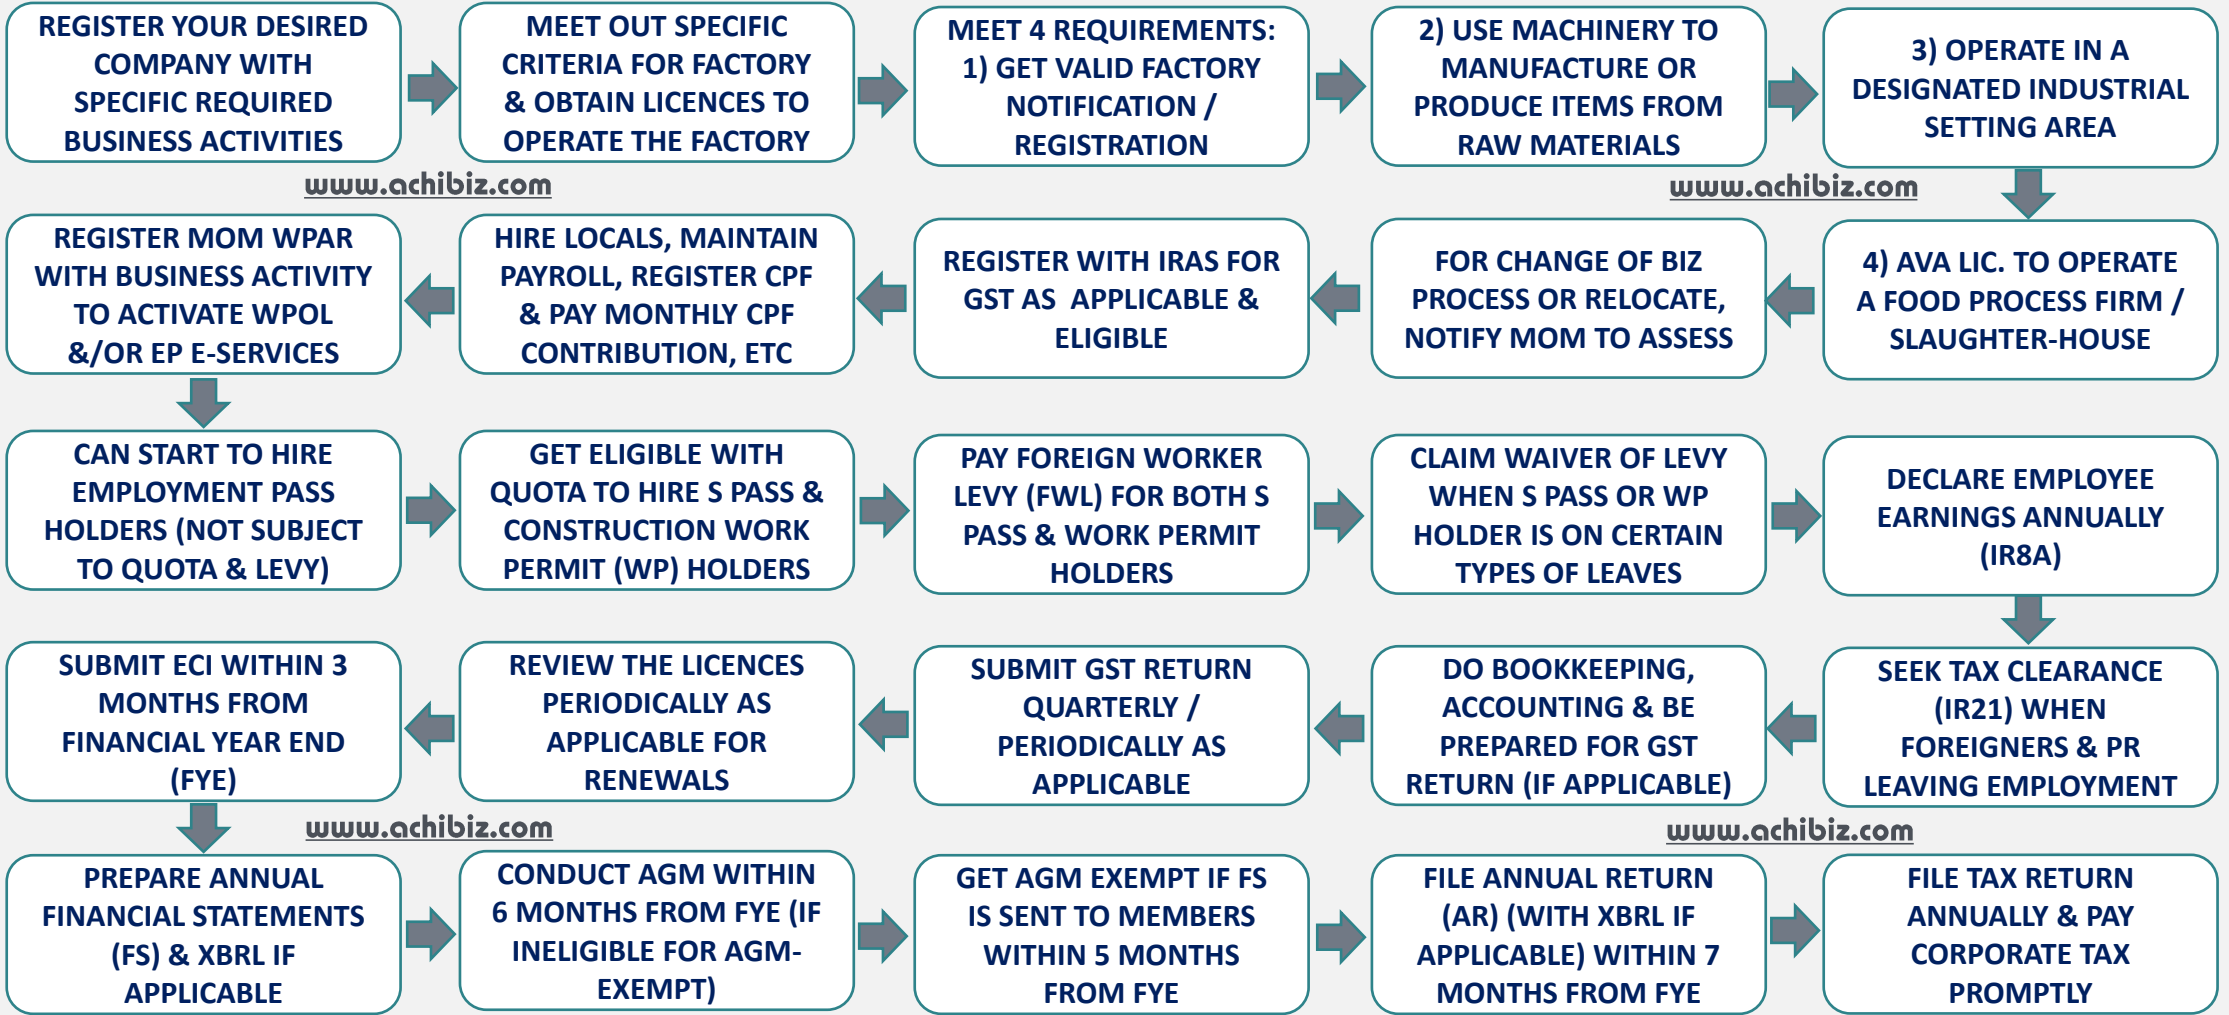 REGISTER YOUR DESIRED
COMPANY WITH
SPECIFIC REQUIRED
BUSINESS ACTIVITIES
MEET OUT SPECIFIC
CRITERIA FOR FACTORY
& OBTAIN LICENCES TO
OPERATE THE FACTORY
MEET 4 REQUIREMENTS:
1) GET VALID FACTORY
NOTIFICATION /
REGISTRATION
2) USE MACHINERY TO
MANUFACTURE OR
PRODUCE ITEMS FROM
RAW MATERIALS
3) OPERATE IN A
DESIGNATED INDUSTRIAL
SETTING AREA
www.achibiz.com
www.achibiz.com
4) AVA LIC. TO OPERATE
A FOOD PROCESS FIRM /
SLAUGHTER-HOUSE
FOR CHANGE OF BIZ
PROCESS OR RELOCATE,
NOTIFY MOM TO ASSESS
REGISTER WITH IRAS FOR
GST AS APPLICABLE &
ELIGIBLE
HIRE LOCALS, MAINTAIN
PAYROLL, REGISTER CPF
& PAY MONTHLY CPF
CONTRIBUTION, ETC
REGISTER MOM WPAR
WITH BUSINESS ACTIVITY
TO ACTIVATE WPOL
&/OR EP E-SERVICES
CAN START TO HIRE
EMPLOYMENT PASS
HOLDERS (NOT SUBJECT
TO QUOTA & LEVY)
GET ELIGIBLE WITH
QUOTA TO HIRE S PASS &
CONSTRUCTION WORK
PERMIT (WP) HOLDERS
PAY FOREIGN WORKER
LEVY (FWL) FOR BOTH S
PASS & WORK PERMIT
HOLDERS
CLAIM WAIVER OF LEVY
WHEN S PASS OR WP
HOLDER IS ON CERTAIN
TYPES OF LEAVES
DECLARE EMPLOYEE
EARNINGS ANNUALLY
(IR8A)
SEEK TAX CLEARANCE
(IR21) WHEN
FOREIGNERS & PR
LEAVING EMPLOYMENT
DO BOOKKEEPING,
ACCOUNTING & BE
PREPARED FOR GST
RETURN (IF APPLICABLE)
SUBMIT GST RETURN
QUARTERLY /
PERIODICALLY AS
APPLICABLE
REVIEW THE LICENCES
PERIODICALLY AS
APPLICABLE FOR
RENEWALS
SUBMIT ECI WITHIN 3
MONTHS FROM
FINANCIAL YEAR END
(FYE)
www.achibiz.com
www.achibiz.com
PREPARE ANNUAL
FINANCIAL STATEMENTS
(FS) & XBRL IF
APPLICABLE
CONDUCT AGM WITHIN
6 MONTHS FROM FYE (IF
INELIGIBLE FOR AGM-
EXEMPT)
GET AGM EXEMPT IF FS
IS SENT TO MEMBERS
WITHIN 5 MONTHS
FROM FYE
FILE ANNUAL RETURN
(AR) (WITH XBRL IF
APPLICABLE) WITHIN 7
MONTHS FROM FYE
FILE TAX RETURN
ANNUALLY & PAY
CORPORATE TAX
PROMPTLY